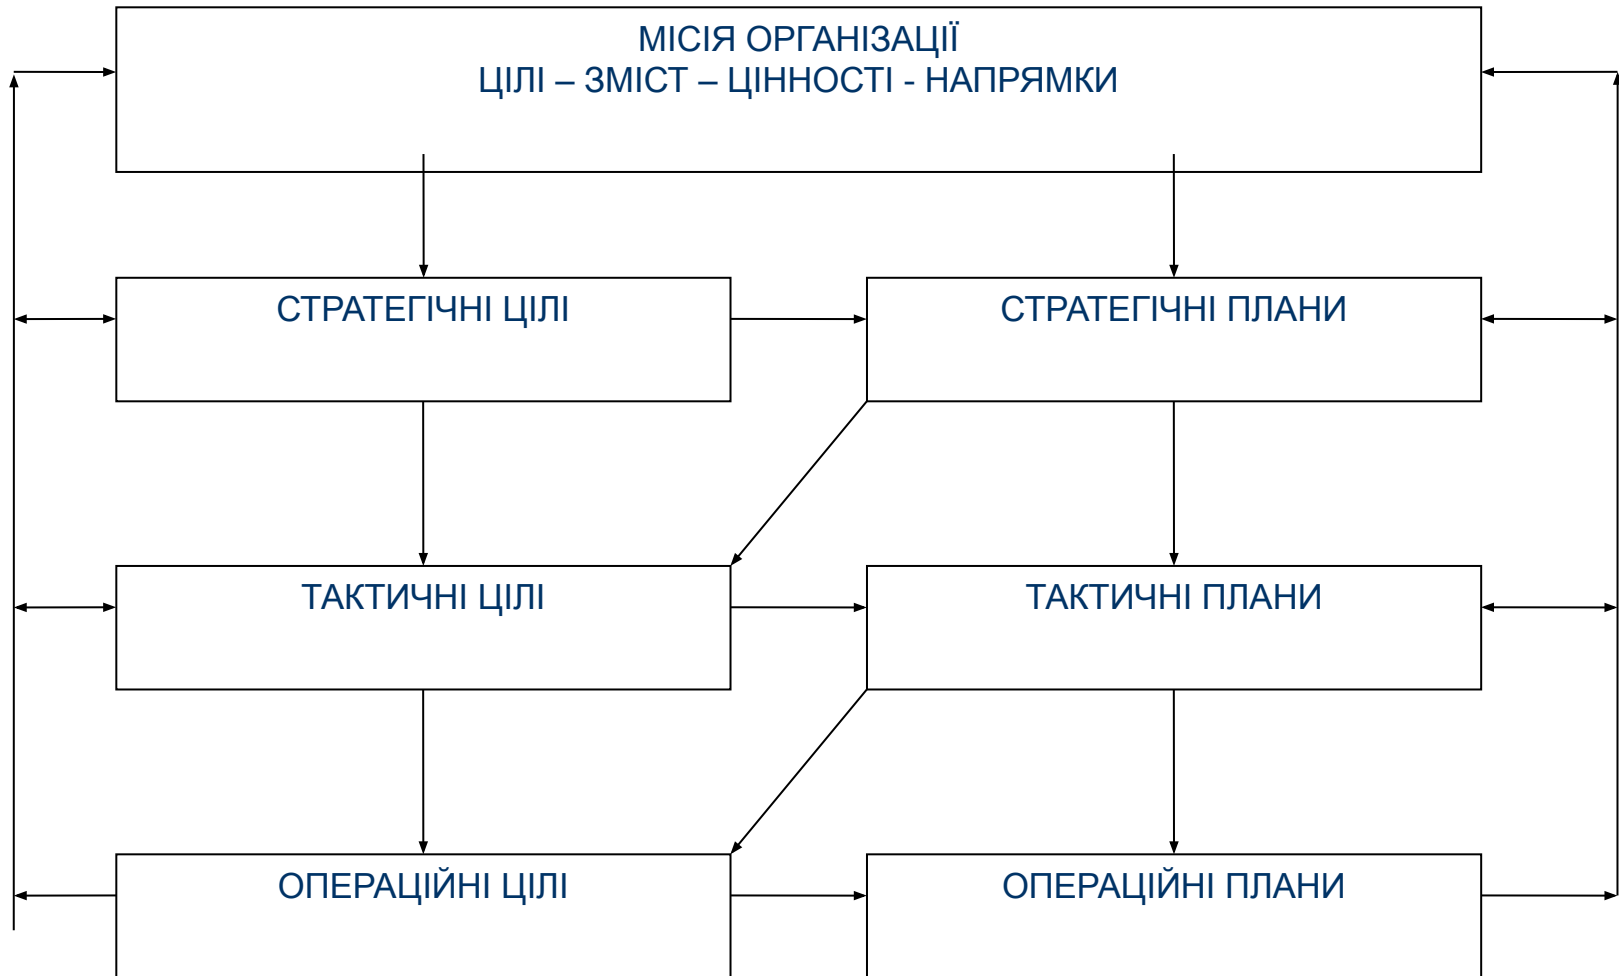 МІСІЯ ОРГАНІЗАЦІЇ
ЦІЛІ – ЗМІСТ – ЦІННОСТІ - НАПРЯМКИ
СТРАТЕГІЧНІ ЦІЛІ
СТРАТЕГІЧНІ ПЛАНИ
ТАКТИЧНІ ЦІЛІ
ТАКТИЧНІ ПЛАНИ
ОПЕРАЦІЙНІ ЦІЛІ
ОПЕРАЦІЙНІ ПЛАНИ